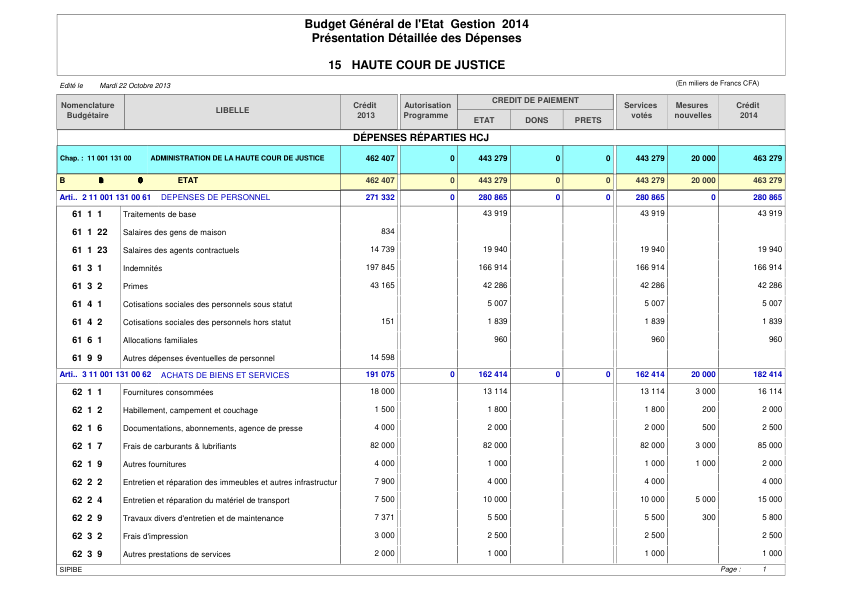 Budget Général de l'Etat Gestion 2014
Présentation Détaillée des Dépenses
15 HAUTE COUR DE JUSTICE
Edité le Mardi 22 Octobre 2013 (En miliers de Francs CFA)
Nomenclature Budgétaire LIBELLE Crédit 2013 Autorisation Programme CREDIT DE PAIEMENT ETAT DONS PRETS Services votés Mesures nouvelles Crédit 2014
DÉPENSES RÉPARTIES HCJ
Chap. : 11 001 131 00 ADMINISTRATION DE LA HAUTE COUR DE JUSTICE 462 407 0 443 279 0 0 443 279 20 000 463 279
B ETAT 462 407 0 443 279 0 0 443 279 20 000 463 279
Arti.. 2 11 001 131 00 61 DEPENSES DE PERSONNEL 271 332 0 280 865 0 0 280 865 0 280 865
61 1 1 Traitements de base 43 919 43 919 43 919
61 1 22 Salaires des gens de maison 834
61 1 23 Salaires des agents contractuels 14 739 19 940 19 940 19 940
61 3 1 Indemnités 197 845 166 914 166 914 166 914
61 3 2 Primes 43 165 42 286 42 286 42 286
61 4 1 Cotisations sociales des personnels sous statut 5 007 5 007 5 007
61 4 2 Cotisations sociales des personnels hors statut 151 1 839 1 839 1 839
61 6 1 Allocations familiales 960 960 960
61 9 9 Autres dépenses éventuelles de personnel 14 598
Arti.. 3 11 001 131 00 62 ACHATS DE BIENS ET SERVICES 191 075 0 162 414 0 0 162 414 20 000 182 414
62 1 1 Fournitures consommées 18 000 13 114 13 114 3 000 16 114
62 1 2 Habillement, campement et couchage 1 500 1 800 1 800 200 2 000
62 1 6 Documentations, abonnements, agence de presse 4 000 2 000 2 000 500 2 500
62 1 7 Frais de carburants & lubrifiants 82 000 82 000 82 000 3 000 85 000
62 1 9 Autres fournitures 4 000 1 000 1 000 1 000 2 000
62 2 2 Entretien et réparation des immeubles et autres infrastructur 7 900 4 000 4 000 4 000
62 2 4 Entretien et réparation du matériel de transport 7 500 10 000 10 000 5 000 15 000
62 2 9 Travaux divers d'entretien et de maintenance 7 371 5 500 5 500 300 5 800
62 3 2 Frais d'impression 3 000 2 500 2 500 2 500
62 3 9 Autres prestations de services 2 000 1 000 1 000 1 000
SIPIBE Page : 1